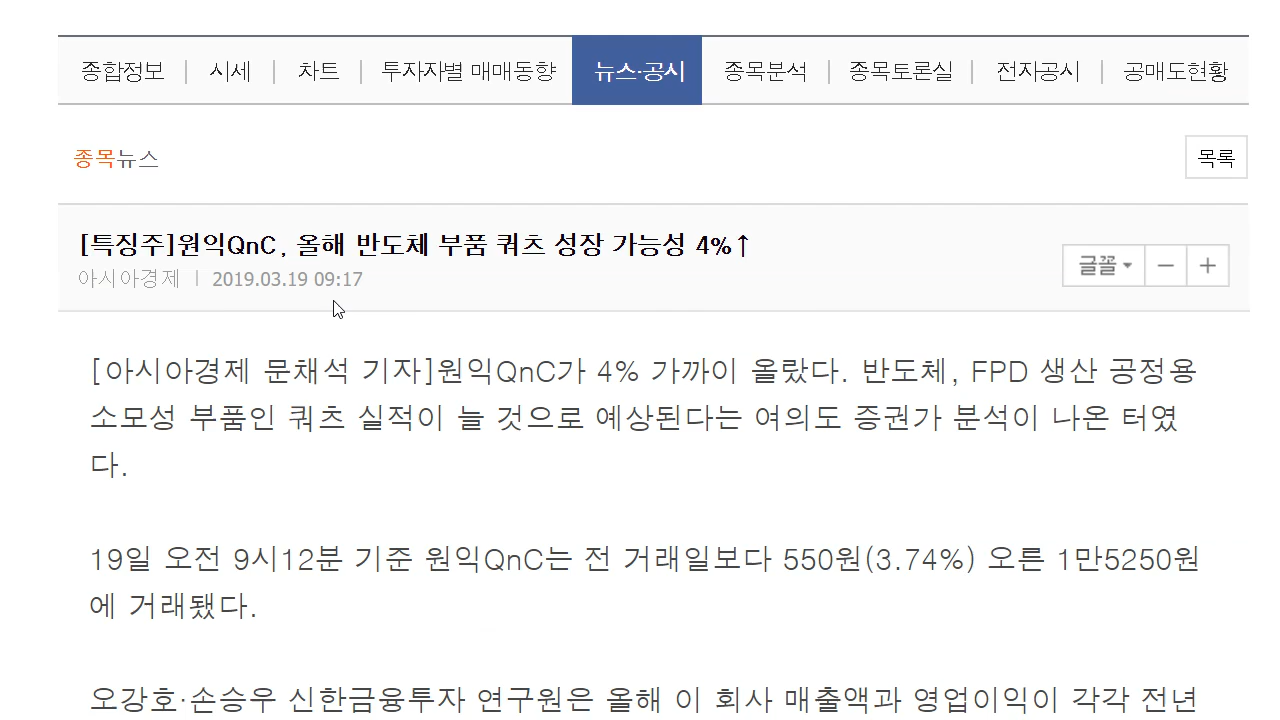 종합정보 | 시세 | 차트 | 투자자별 매매동향 뉴스·공시 종목분석 | 종목토론실 | 전자공시 | 공매도현황
종목뉴스 목록
[특징주]원익QnC, 올해 반도체 부품 쿼츠 성장 가능성 4%↑
아시아경제 | 2019.03.19 09:17
글꼴 − +
[아시아경제 문채석 기자]원익QnC가 4% 가까이 올랐다. 반도체, FPD 생산 공정용
소모성 부품인 쿼츠 실적이 늘 것으로 예상된다는 여의도 증권가 분석이 나온 터였
다.
19일 오전 9시12분 기준 원익QnC는 전 거래일보다 550원(3.74%) 오른 1만5250원
에 거래됐다.
오강호·손승우 신한금융투자 연구원은 올해 이 회사 매출액과 영업이익이 각각 전년